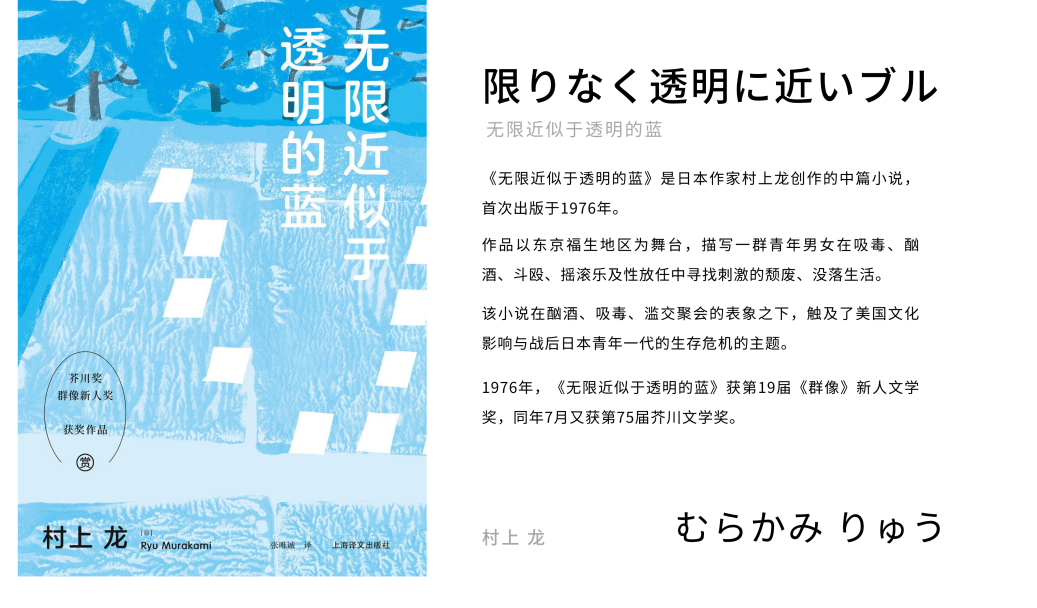 无限近似于
透明的蓝
芥川奖
群像新人奖
获奖作品
赏
村上 龙
[日]
Ryu Murakami
张唯诚 译
上海译文出版社
限りなく透明に近いブル
无限近似于透明的蓝
《无限近似于透明的蓝》是日本作家村上龙创作的中篇小说，
首次出版于1976年。
作品以东京福生地区为舞台，描写一群青年男女在吸毒、酗
酒、斗殴、摇滚乐及性放任中寻找刺激的颓废、没落生活。
该小说在酗酒、吸毒、滥交聚会的表象之下，触及了美国文化
影响与战后日本青年一代的生存危机的主题。
1976年，《无限近似于透明的蓝》获第19届《群像》新人文学
奖，同年7月又获第75届芥川文学奖。
村上 龙
むらかみ りゅう